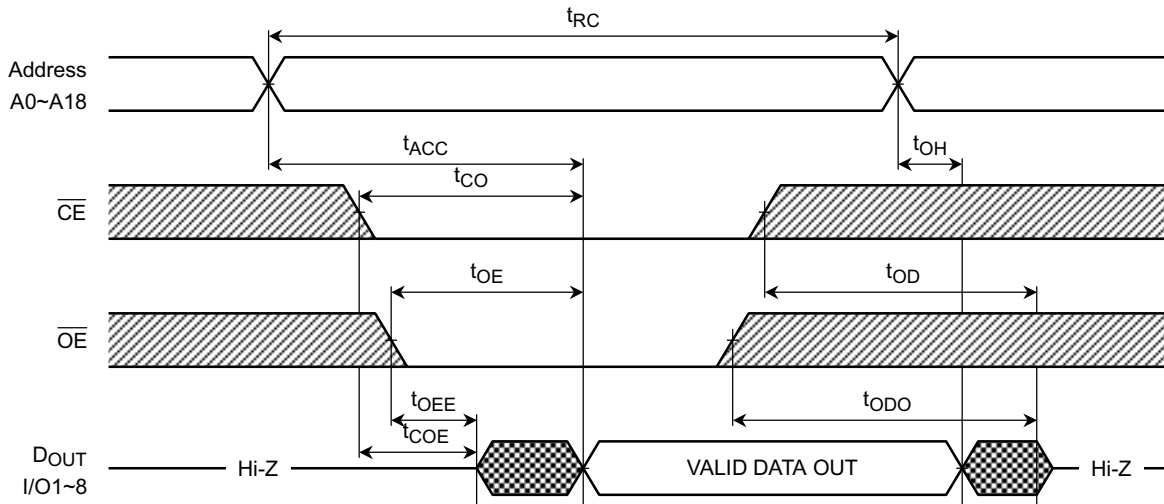 tRC
Address
A0~A18
tACC
tOH
tCO
CE
tOE
tOD
OE
tOEE
tODO
tCOE
DOUT
I/O1~8
Hi-Z
VALID DATA OUT
Hi-Z